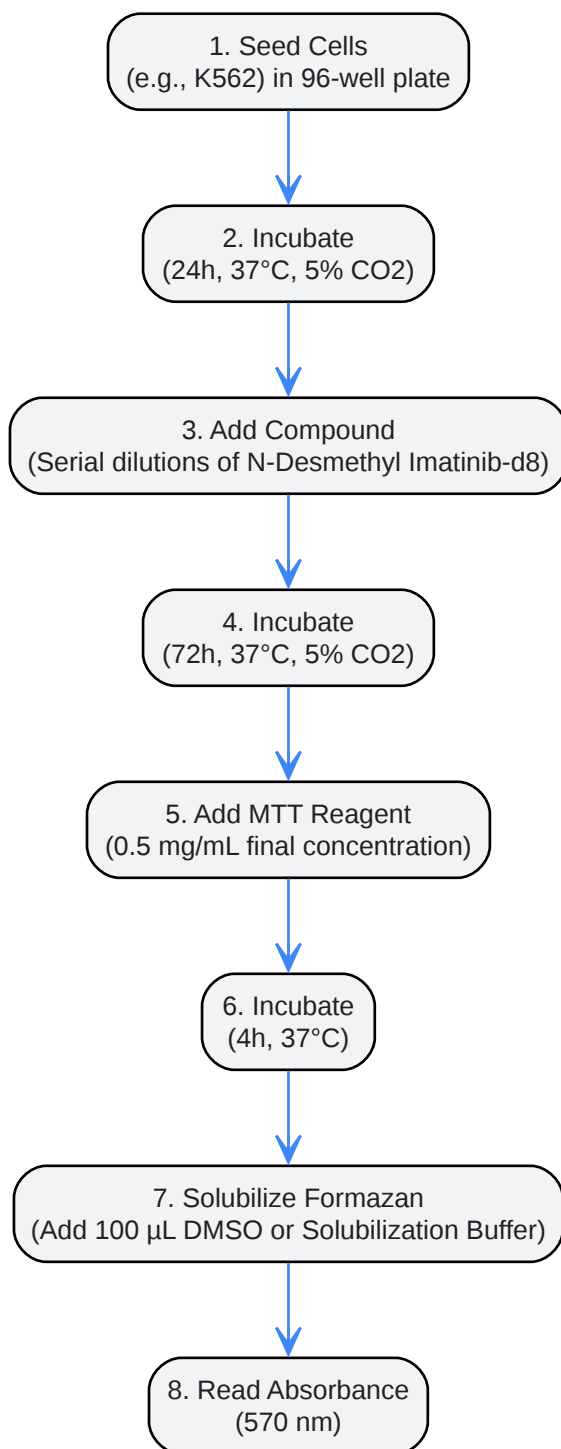 1. Seed Cells
(e.g., K562) in 96-well plate
2. Incubate
(24h, 37°C, 5% CO2)
3. Add Compound
(Serial dilutions of N-Desmethyl Imatinib-d8)
4. Incubate
(72h, 37°C, 5% CO2)
5. Add MTT Reagent
(0.5 mg/mL final concentration)
6. Incubate
(4h, 37°C)
7. Solubilize Formazan
(Add 100 µL DMSO or Solubilization Buffer)
8. Read Absorbance
(570 nm)